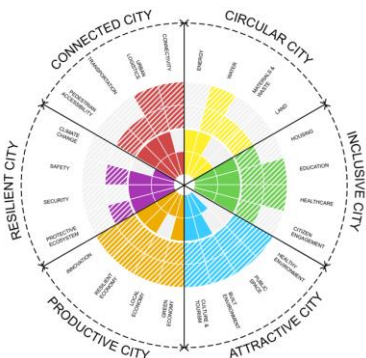 CONNECTED CITY
CIRCULAR CITY
INCLUSIVE CITY
ATTRACTIVE CITY
PRODUCTIVE CITY
RESILIENT CITY
ENERGY
WATER
MATERIALS &
WASTE
LAND
HOUSING
EDUCATION
HEALTHCARE
CITIZEN
ENGAGEMENT
HEALTHY
ENVIRONMENT
PUBLIC
SPACE
BUILT
ENVIRONMENT
CULTURE &
TOURISM
GREEN
ECONOMY
LOCAL
ECONOMY
RESILIENT
ECONOMY
INNOVATION
PROTECTIVE
ECOSYSTEM
SECURITY
SAFETY
CLIMATE
CHANGE
PEDESTRIAN
ACCESSIBILITY
TRANSPORTATION
URBAN
LOGISTICS
CONNECTIVITY